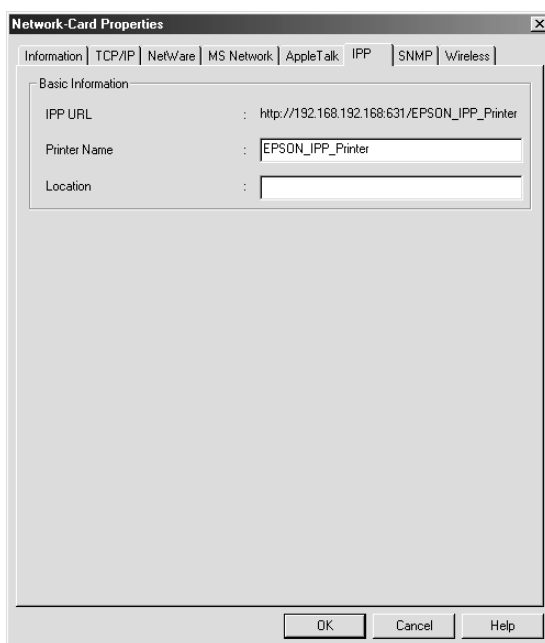 Network-Card Properties
Information TCP/IP NetWare MS Network AppleTalk IPP SNMP Wireless
Basic Information
IPP URL : http://192.168.192.168:631/EPSON_IPP_Printer
Printer Name : EPSON_IPP_Printer
Location :
OK Cancel Help